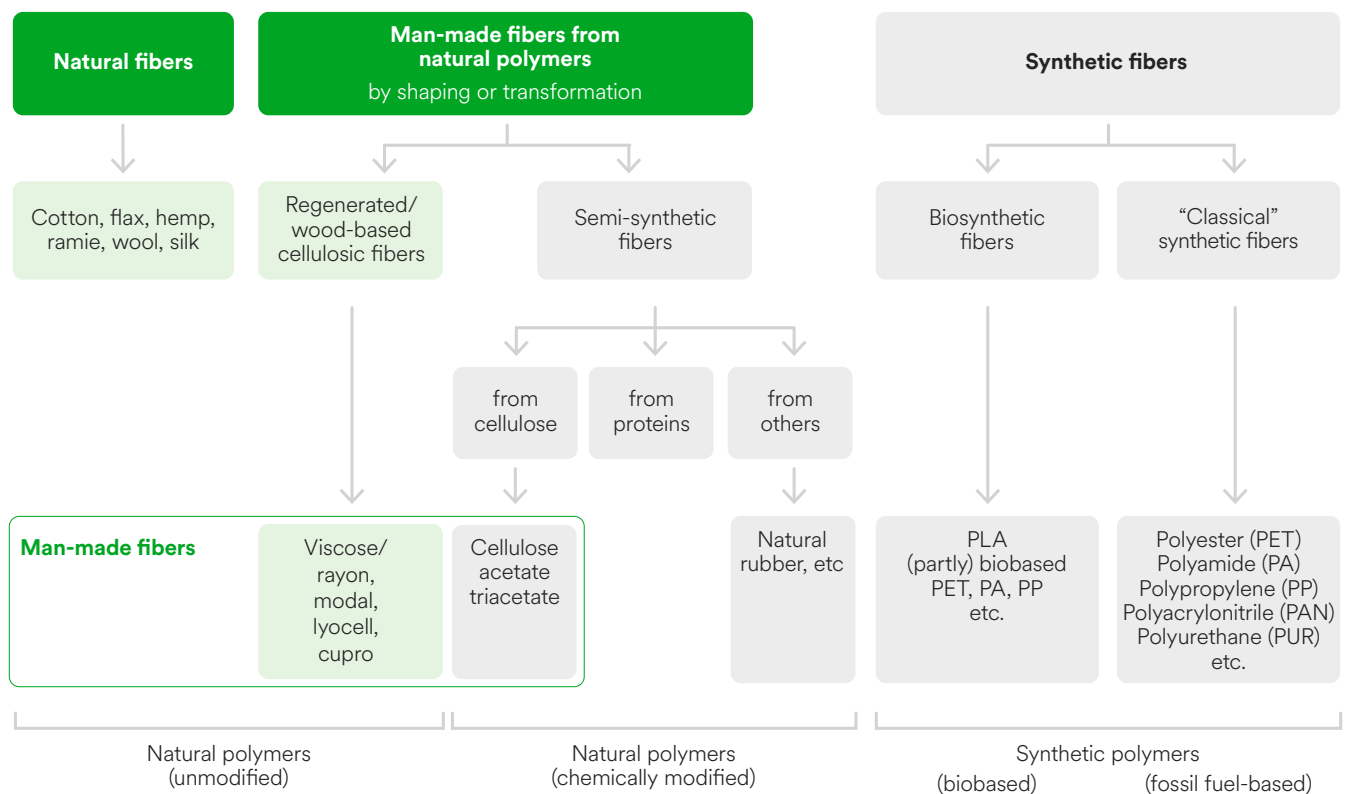 Natural fibers
Man-made fibers from
natural polymers
by shaping or transformation
Synthetic fibers
Cotton, flax, hemp,
ramie, wool, silk
Regenerated/
wood-based
cellulosic fibers
Semi-synthetic
fibers
Biosynthetic
fibers
“Classical”
synthetic fibers
from
cellulose
from
proteins
from
others
Man-made fibers
Viscose/
rayon,
modal,
lyocell,
cupro
Cellulose
acetate
triacetate
Natural
rubber, etc
PLA
(partly) biobased
PET, PA, PP
etc.
Polyester (PET)
Polyamide (PA)
Polypropylene (PP)
Polyacrylonitrile (PAN)
Polyurethane (PUR)
etc.
Natural polymers
(unmodified)
Natural polymers
(chemically modified)
Synthetic polymers
(biobased)
(fossil fuel-based)